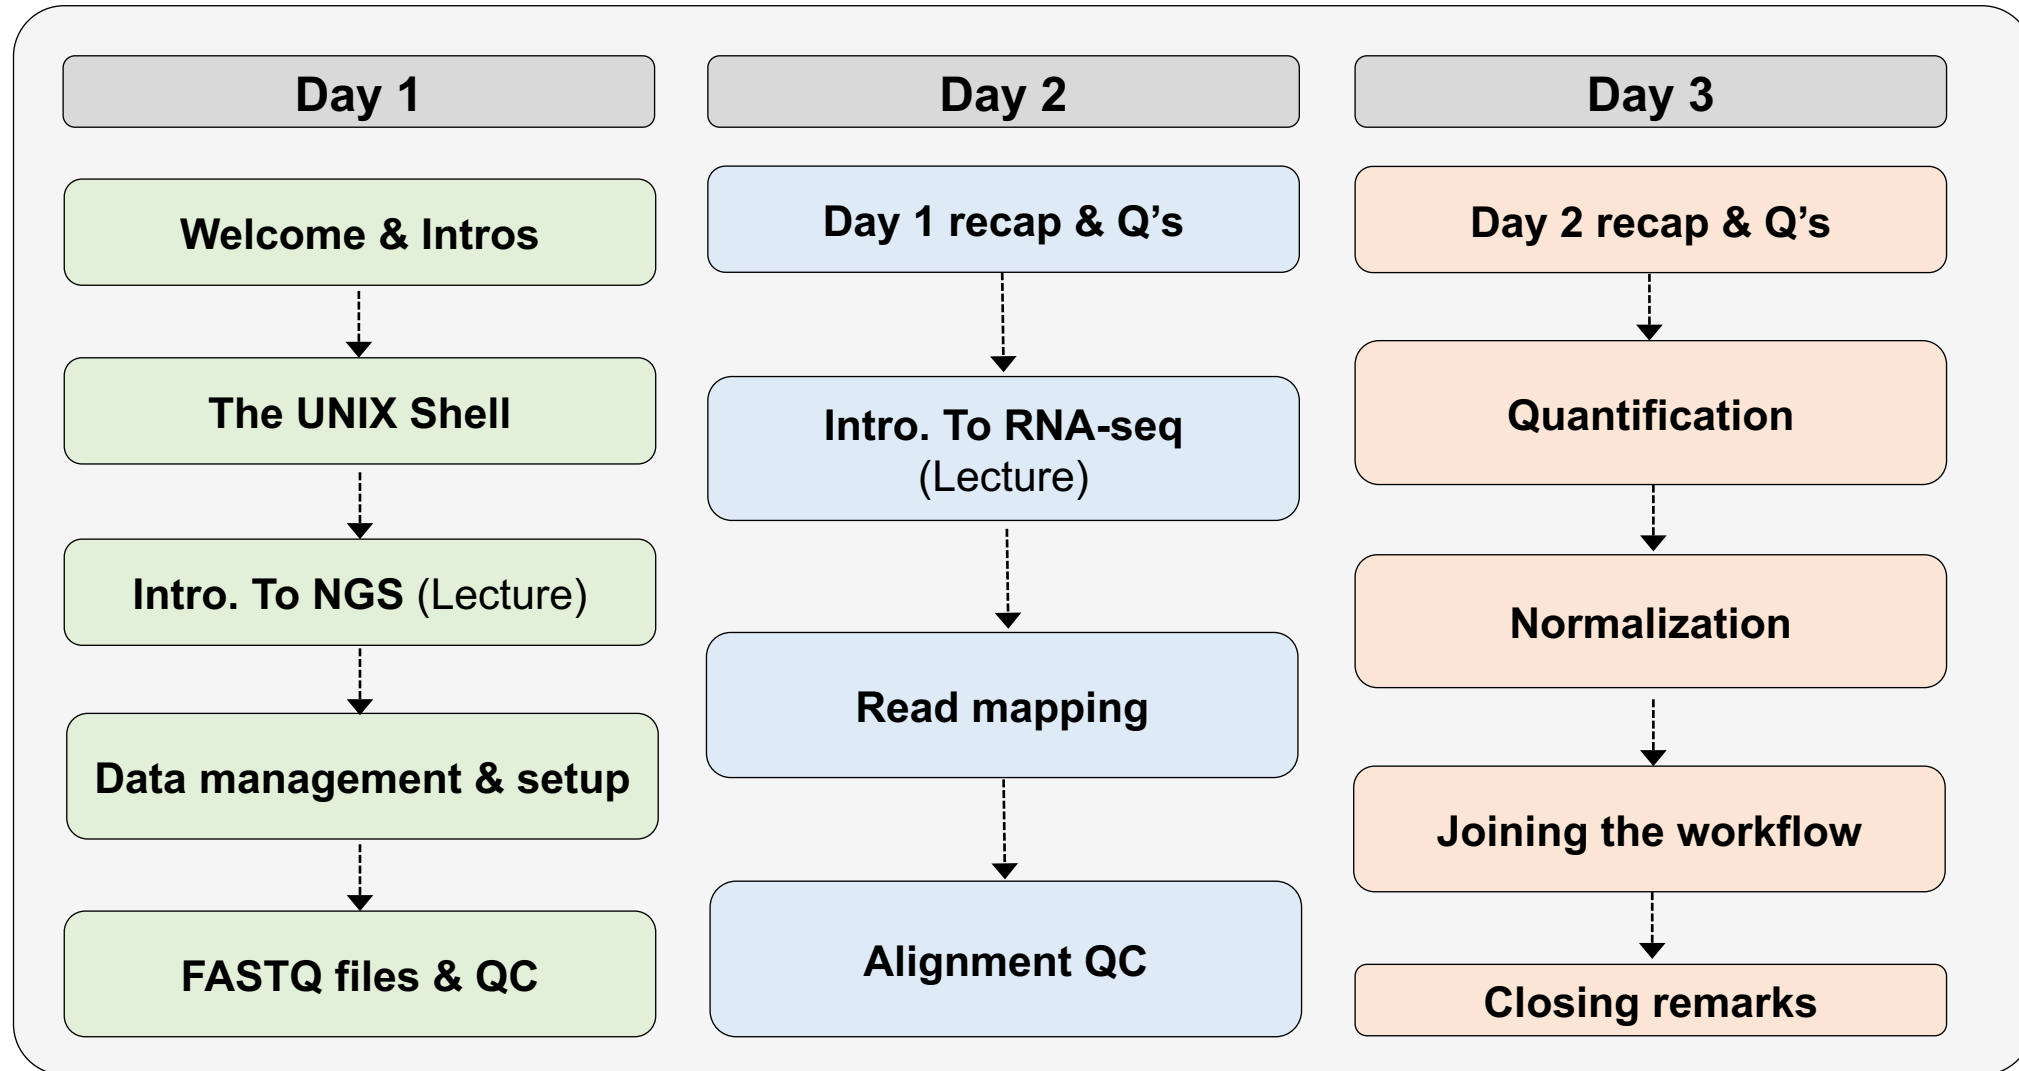 Day 1
Welcome & Intros
The UNIX Shell
Intro. To NGS (Lecture)
Data management & setup
FASTQ files & QC
Day 2
Day 1 recap & Q’s
Intro. To RNA-seq
(Lecture)
Read mapping
Alignment QC
Day 3
Day 2 recap & Q’s
Quantification
Normalization
Joining the workflow
Closing remarks